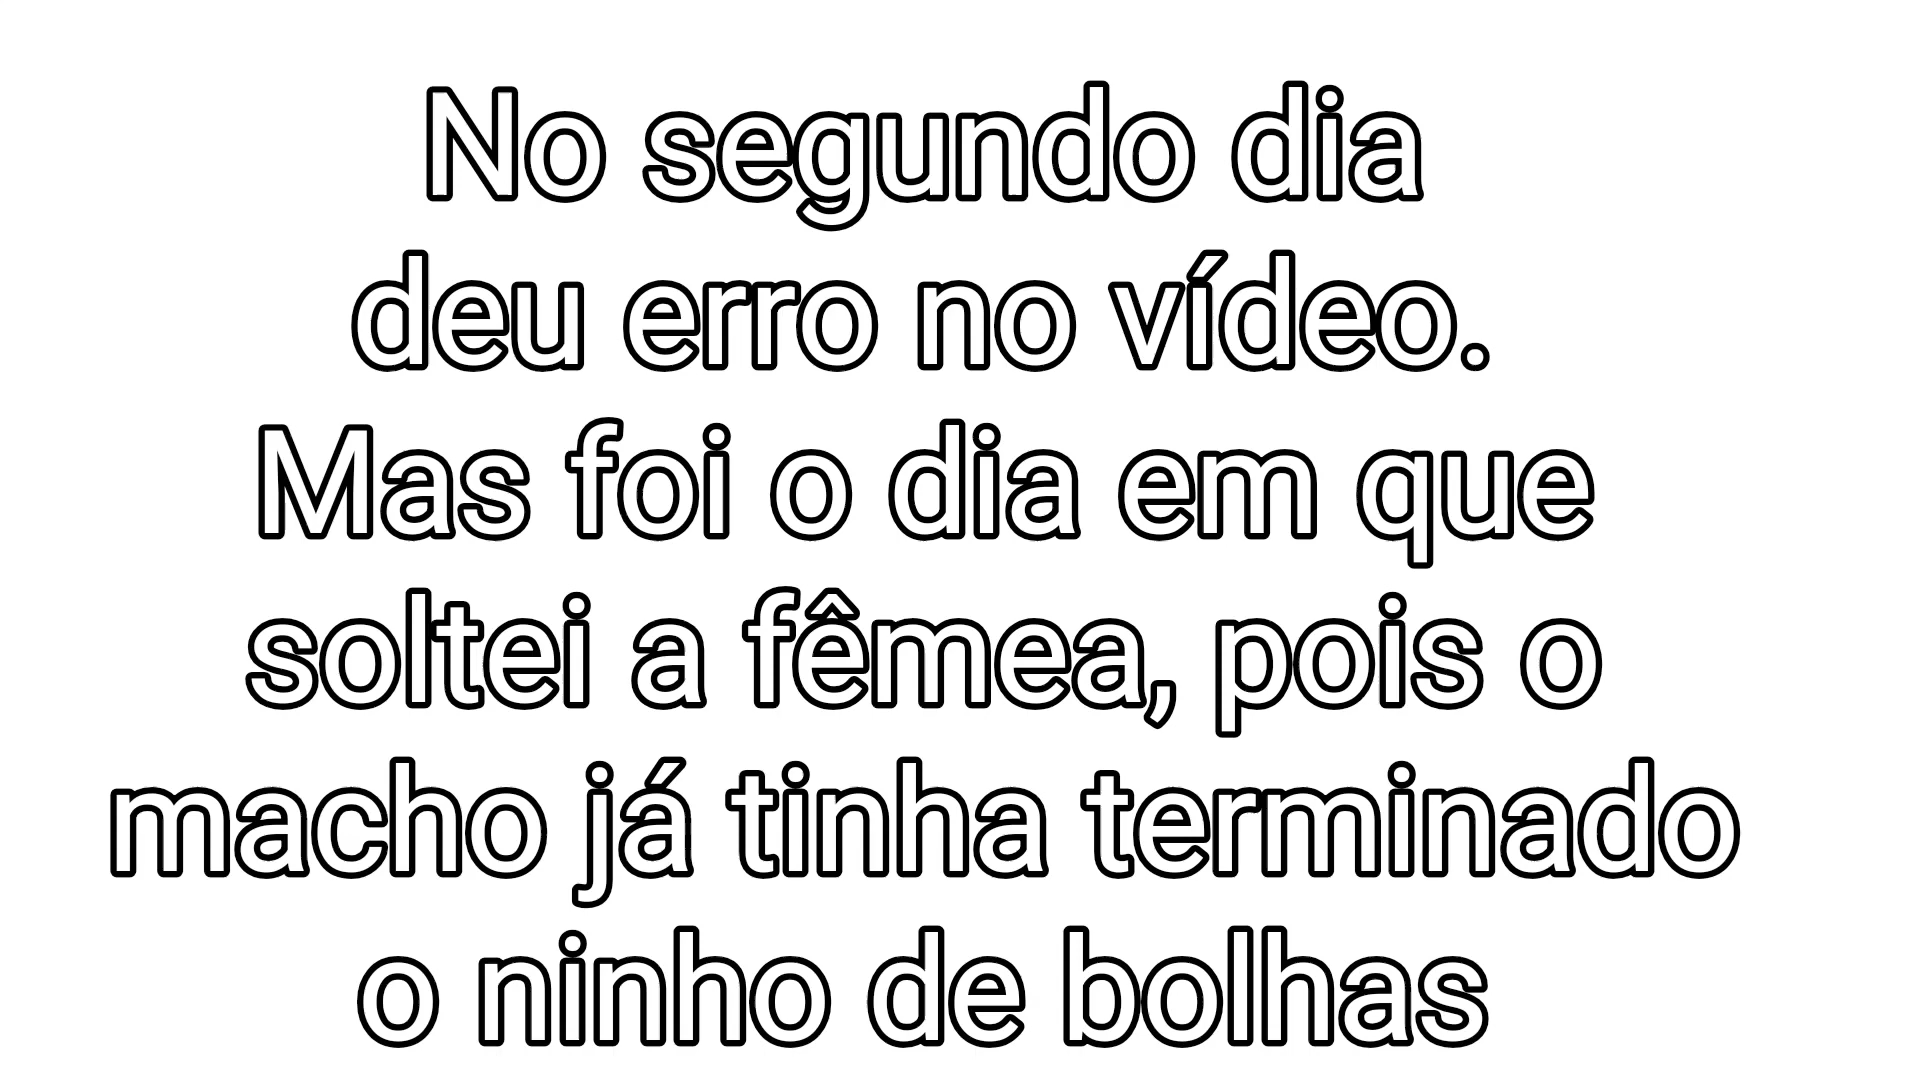 No segundo dia
deu erro no vídeo.
Mas foi o dia em que
soltei a fêmea, pois o
macho já tinha terminado
o ninho de bolhas